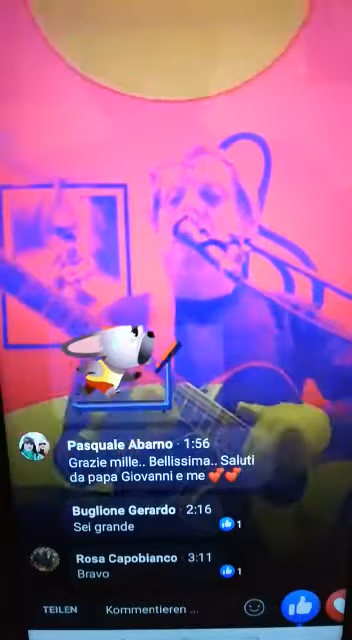 Pasquale Abarno · 1:56
Grazie mille.. Bellissima.. Saluti
da papa Giovanni e me ❤️❤️
Buglione Gerardo · 2:16
Sei grande
1
Rosa Capobianco · 3:11
Bravo
1
TEILEN Kommentieren ...